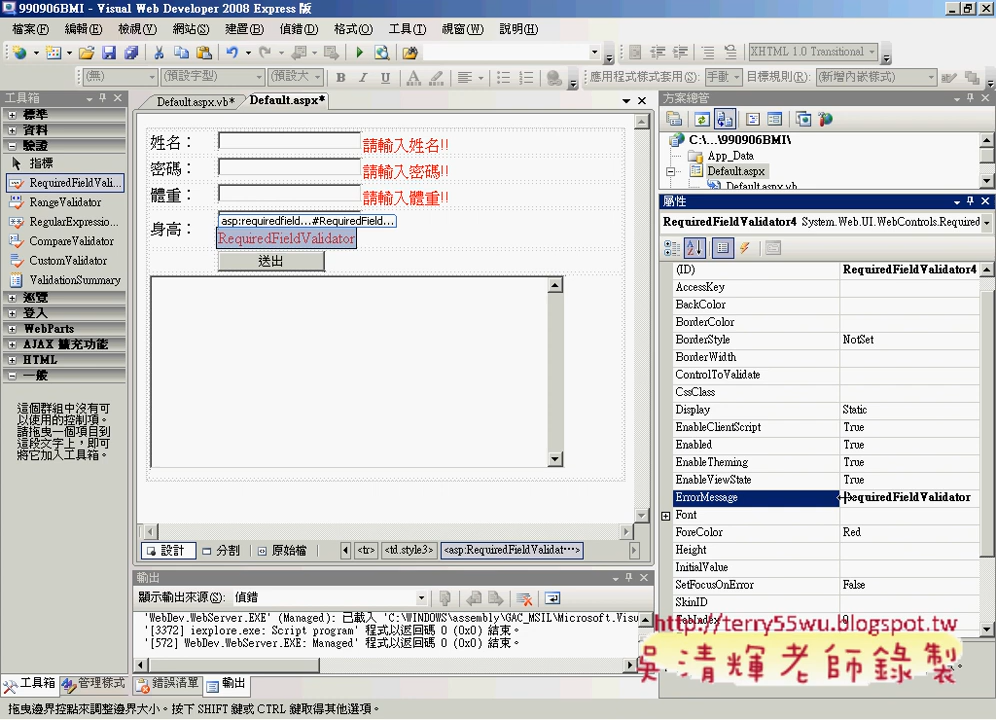 990906BMI - Visual Web Developer 2008 Express 版
檔案(F) 編輯(E) 檢視(V) 網站(S) 建置(B) 偵錯(D) 格式(O) 工具(T) 視窗(W) 說明(H)
XHTML 1.0 Transitional
(無) (預設字型) (預設大 B I U A 應用程式樣式套用(S): 手動 目標規則(R): (新增內嵌樣式)
工具箱
標準
資料
驗證
指標
RequiredFieldVali...
RangeValidator
RegularExpressio...
CompareValidator
CustomValidator
ValidationSummary
巡覽
登入
WebParts
AJAX 擴充功能
HTML
一般
這個群組中沒有可
以使用的控制項。
請拖曳一個項目到
這段文字上，即可
將它加入工具箱。
Default.aspx.vb* Default.aspx*
姓名： 請輸入姓名!!
密碼： 請輸入密碼!!
體重： 請輸入體重!!
asp:requiredfield...#RequiredField...
身高： RequiredFieldValidator
送出
設計 分割 原始檔 <tr> <td.style3> <asp:RequiredFieldValidat...>
輸出
顯示輸出來源(S): 偵錯
'WebDev.WebServer.EXE' (Managed): 已載入 'C:\WINDOWS\assembly\GAC_MSIL\Microsoft.Visu
'[3372] iexplore.exe: Script program' 程式以返回碼 0 (0x0) 結束。
'[572] WebDev.WebServer.EXE: Managed' 程式以返回碼 0 (0x0) 結束。
方案總管
C:\...\990906BMI\
App_Data
Default.aspx
Default.aspx.vb
屬性
RequiredFieldValidator4 System.Web.UI.WebControls.Required
(ID) RequiredFieldValidator4
AccessKey
BackColor
BorderColor
BorderStyle NotSet
BorderWidth
ControlToValidate
CssClass
Display Static
EnableClientScript True
Enabled True
EnableTheming True
EnableViewState True
ErrorMessage RequiredFieldValidator
Font
ForeColor Red
Height
InitialValue
SetFocusOnError False
SkinID
TabIndex 0
http://terry55wu.blogspot.tw
吳清輝老師錄製
工具箱 管理樣式 錯誤清單 輸出
拖曳邊界控點來調整邊界大小。按下 SHIFT 鍵或 CTRL 鍵取得其他選項。